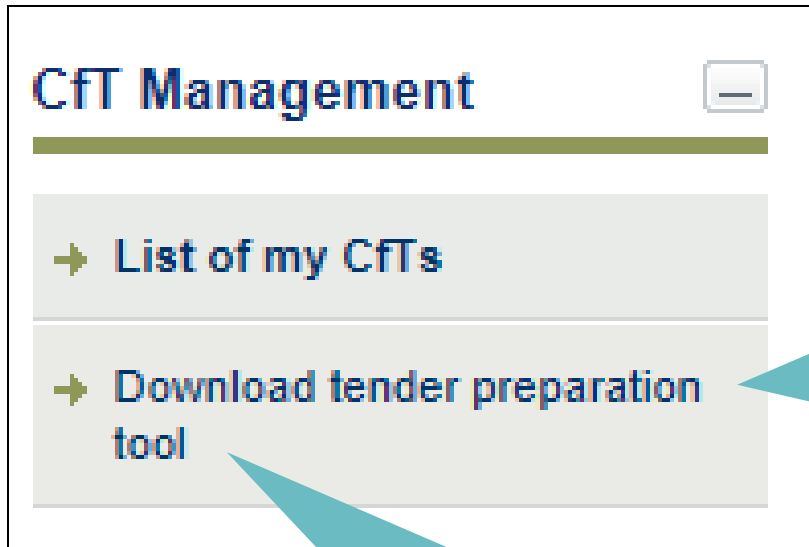 CfT Management
List of my CfTs
Download tender preparation
tool